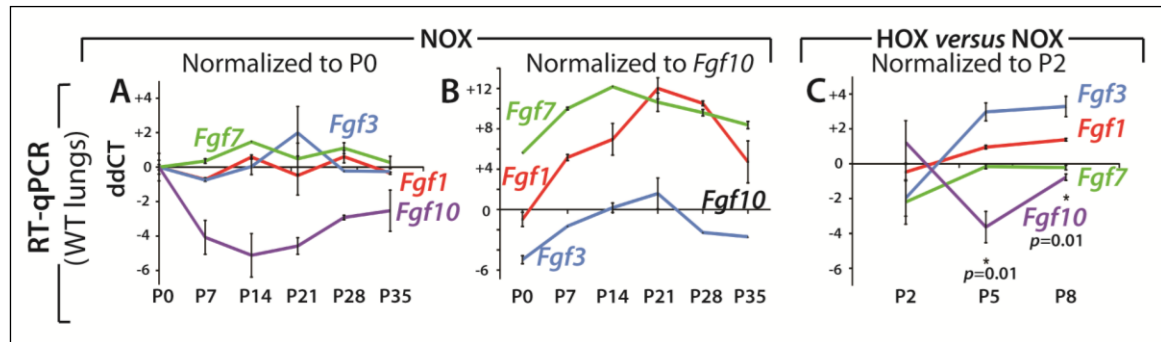 NOX
HOX versus NOX
Normalized to P0
Normalized to Fgf10
Normalized to P2
RT-qPCR
(WT lungs)
ddCT
A
+4
+2
0
-2
-4
-6
Fgf7
Fgf3
Fgf1
Fgf10
P0 P7 P14 P21 P28 P35
B
+12
+8
+4
0
-6
Fgf7
Fgf1
Fgf10
Fgf3
P0 P7 P14 P21 P28 P35
C
+4
+2
0
-2
-4
-6
Fgf3
Fgf1
Fgf7
Fgf10
*
p=0.01
*
p=0.01
P2 P5 P8